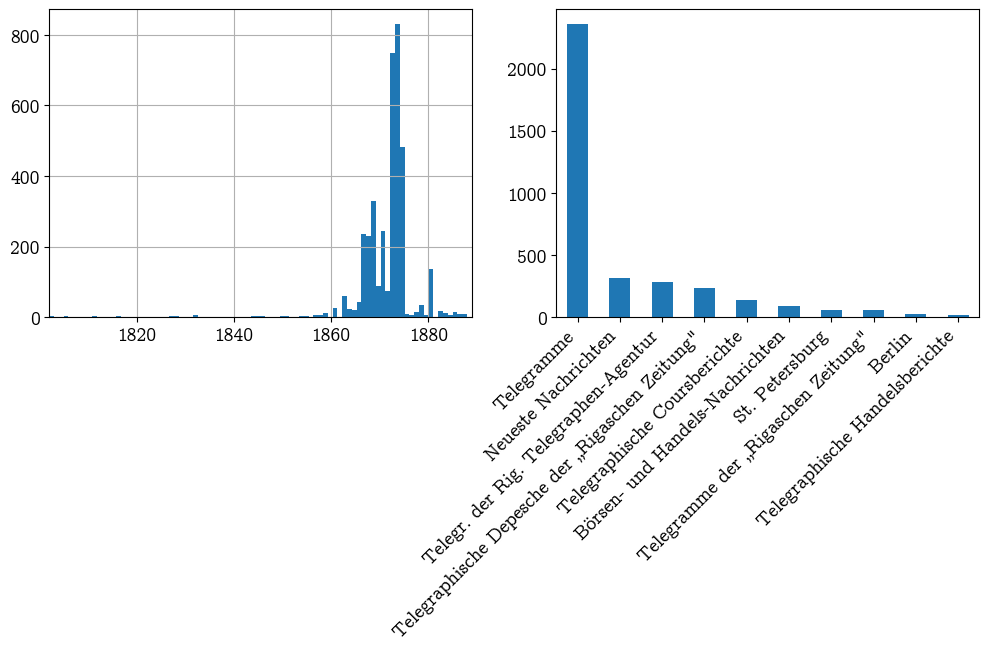 800
600
400
200
0
1820
1840
1860
1880
2000
1500
1000
500
0
Telegramme
Neueste Nachrichten
Telegr. der Rig. Telegraphen-Agentur
Telegraphische Depesche der „Rigaschen Zeitung"
Telegraphische Coursberichte
Börsen- und Handels-Nachrichten
St. Petersburg
Telegramme der „Rigaschen Zeitung"
Berlin
Telegraphische Handelsberichte